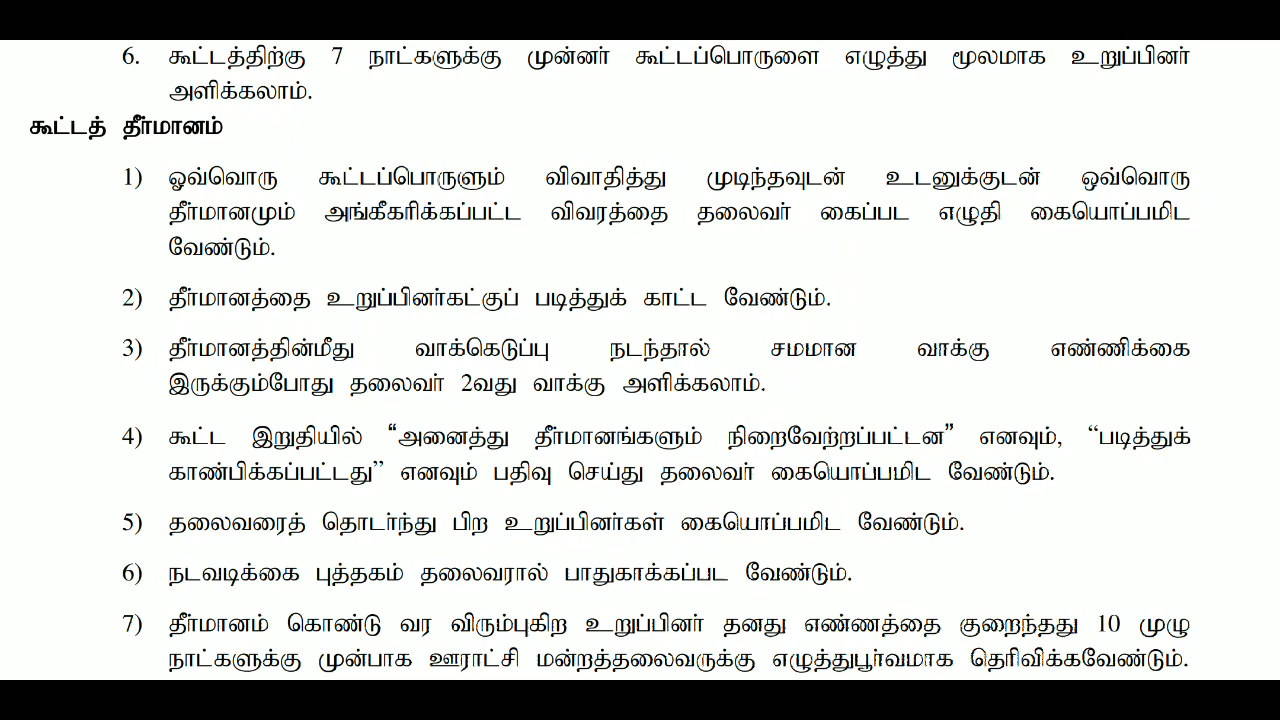 6. கூட்டத்திற்கு 7 நாட்களுக்கு முன்னர் கூட்டப்பொருளை எழுத்து மூலமாக உறுப்பினர்
அளிக்கலாம்.
கூட்டத் தீர்மானம்
1) ஓவ்வொரு கூட்டப்பொருளும் விவாதித்து முடிந்தவுடன் உடனுக்குடன் ஒவ்வொரு
தீர்மானமும் அங்கீகரிக்கப்பட்ட விவரத்தை தலைவர் கைப்பட எழுதி கையொப்பமிட
வேண்டும்.
2) தீர்மானத்தை உறுப்பினர்கட்குப் படித்துக் காட்ட வேண்டும்.
3) தீர்மானத்தின்மீது வாக்கெடுப்பு நடந்தால் சமமான வாக்கு எண்ணிக்கை
இருக்கும்போது தலைவர் 2வது வாக்கு அளிக்கலாம்.
4) கூட்ட இறுதியில் “அனைத்து தீர்மானங்களும் நிறைவேற்றப்பட்டன” எனவும், “படித்துக்
காண்பிக்கப்பட்டது” எனவும் பதிவு செய்து தலைவர் கையொப்பமிட வேண்டும்.
5) தலைவரைத் தொடர்ந்து பிற உறுப்பினர்கள் கையொப்பமிட வேண்டும்.
6) நடவடிக்கை புத்தகம் தலைவரால் பாதுகாக்கப்பட வேண்டும்.
7) தீர்மானம் கொண்டு வர விரும்புகிற உறுப்பினர் தனது எண்ணத்தை குறைந்தது 10 முழு
நாட்களுக்கு முன்பாக ஊராட்சி மன்றத்தலைவருக்கு எழுத்துபூர்வமாக தெரிவிக்கவேண்டும்.